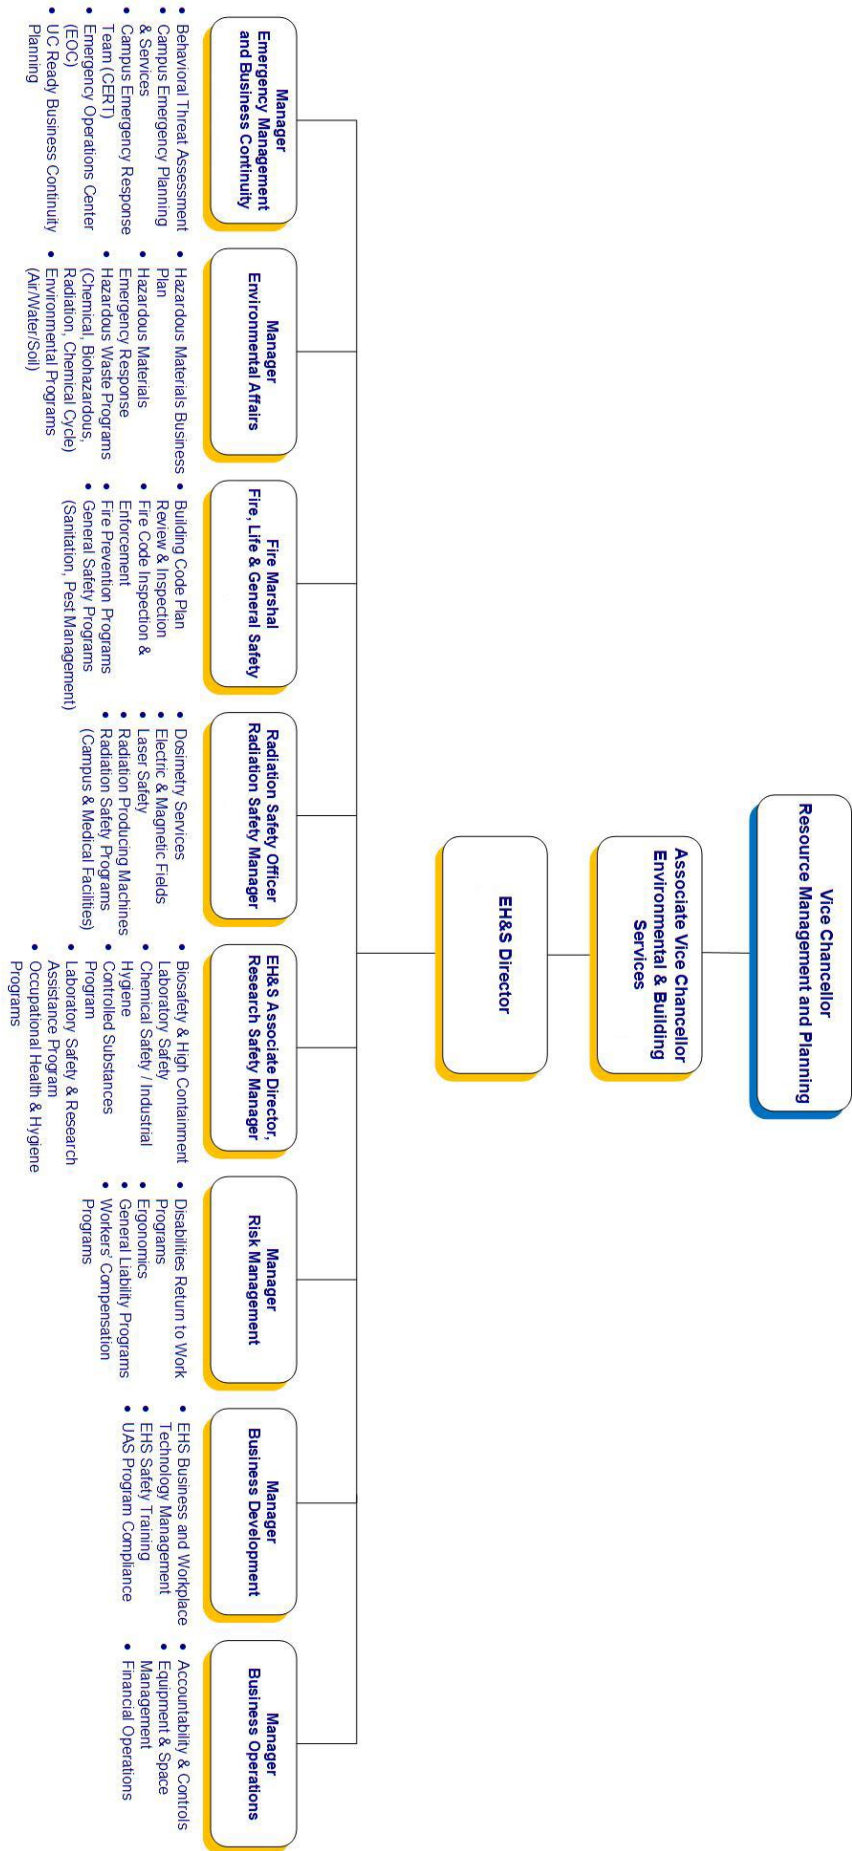 Vice Chancellor
Resource Management and Planning
Associate Vice Chancellor
Environmental & Building
Services
EH&S Director
Manager
Emergency Management
and Business Continuity
• Behavioral Threat Assessment
• Campus Emergency Planning
& Services
• Campus Emergency Response
Team (CERT)
• Emergency Operations Center
(EOC)
• UC Ready Business Continuity
Planning
Manager
Environmental Affairs
• Hazardous Materials Business
Plan
• Hazardous Materials
Emergency Response
• Hazardous Waste Programs
(Chemical, Biohazardous,
Radiation, Chemical Cycle)
• Environmental Programs
(Air/Water/Soil)
Fire Marshal
Fire, Life & General Safety
• Building Code Plan
Review & Inspection
• Fire Code Inspection &
Enforcement
• Fire Prevention Programs
• General Safety Programs
(Sanitation, Pest Management)
Radiation Safety Officer
Radiation Safety Manager
• Dosimetry Services
• Electric & Magnetic Fields
• Laser Safety
• Radiation Producing Machines
• Radiation Safety Programs
(Campus & Medical Facilities)
EH&S Associate Director,
Research Safety Manager
• Biosafety & High Containment
Laboratory Safety
• Chemical Safety / Industrial
Hygiene
• Controlled Substances
Program
• Laboratory Safety & Research
Assistance Program
• Occupational Health & Hygiene
Programs
Manager
Risk Management
• Disabilities Return to Work
Programs
• Ergonomics
• General Liability Programs
• Workers' Compensation
Programs
Manager
Business Development
• EHS Business and Workplace
Technology Management
• EHS Safety Training
• UAS Program Compliance
Manager
Business Operations
• Accountability & Controls
• Equipment & Space
Management
• Financial Operations